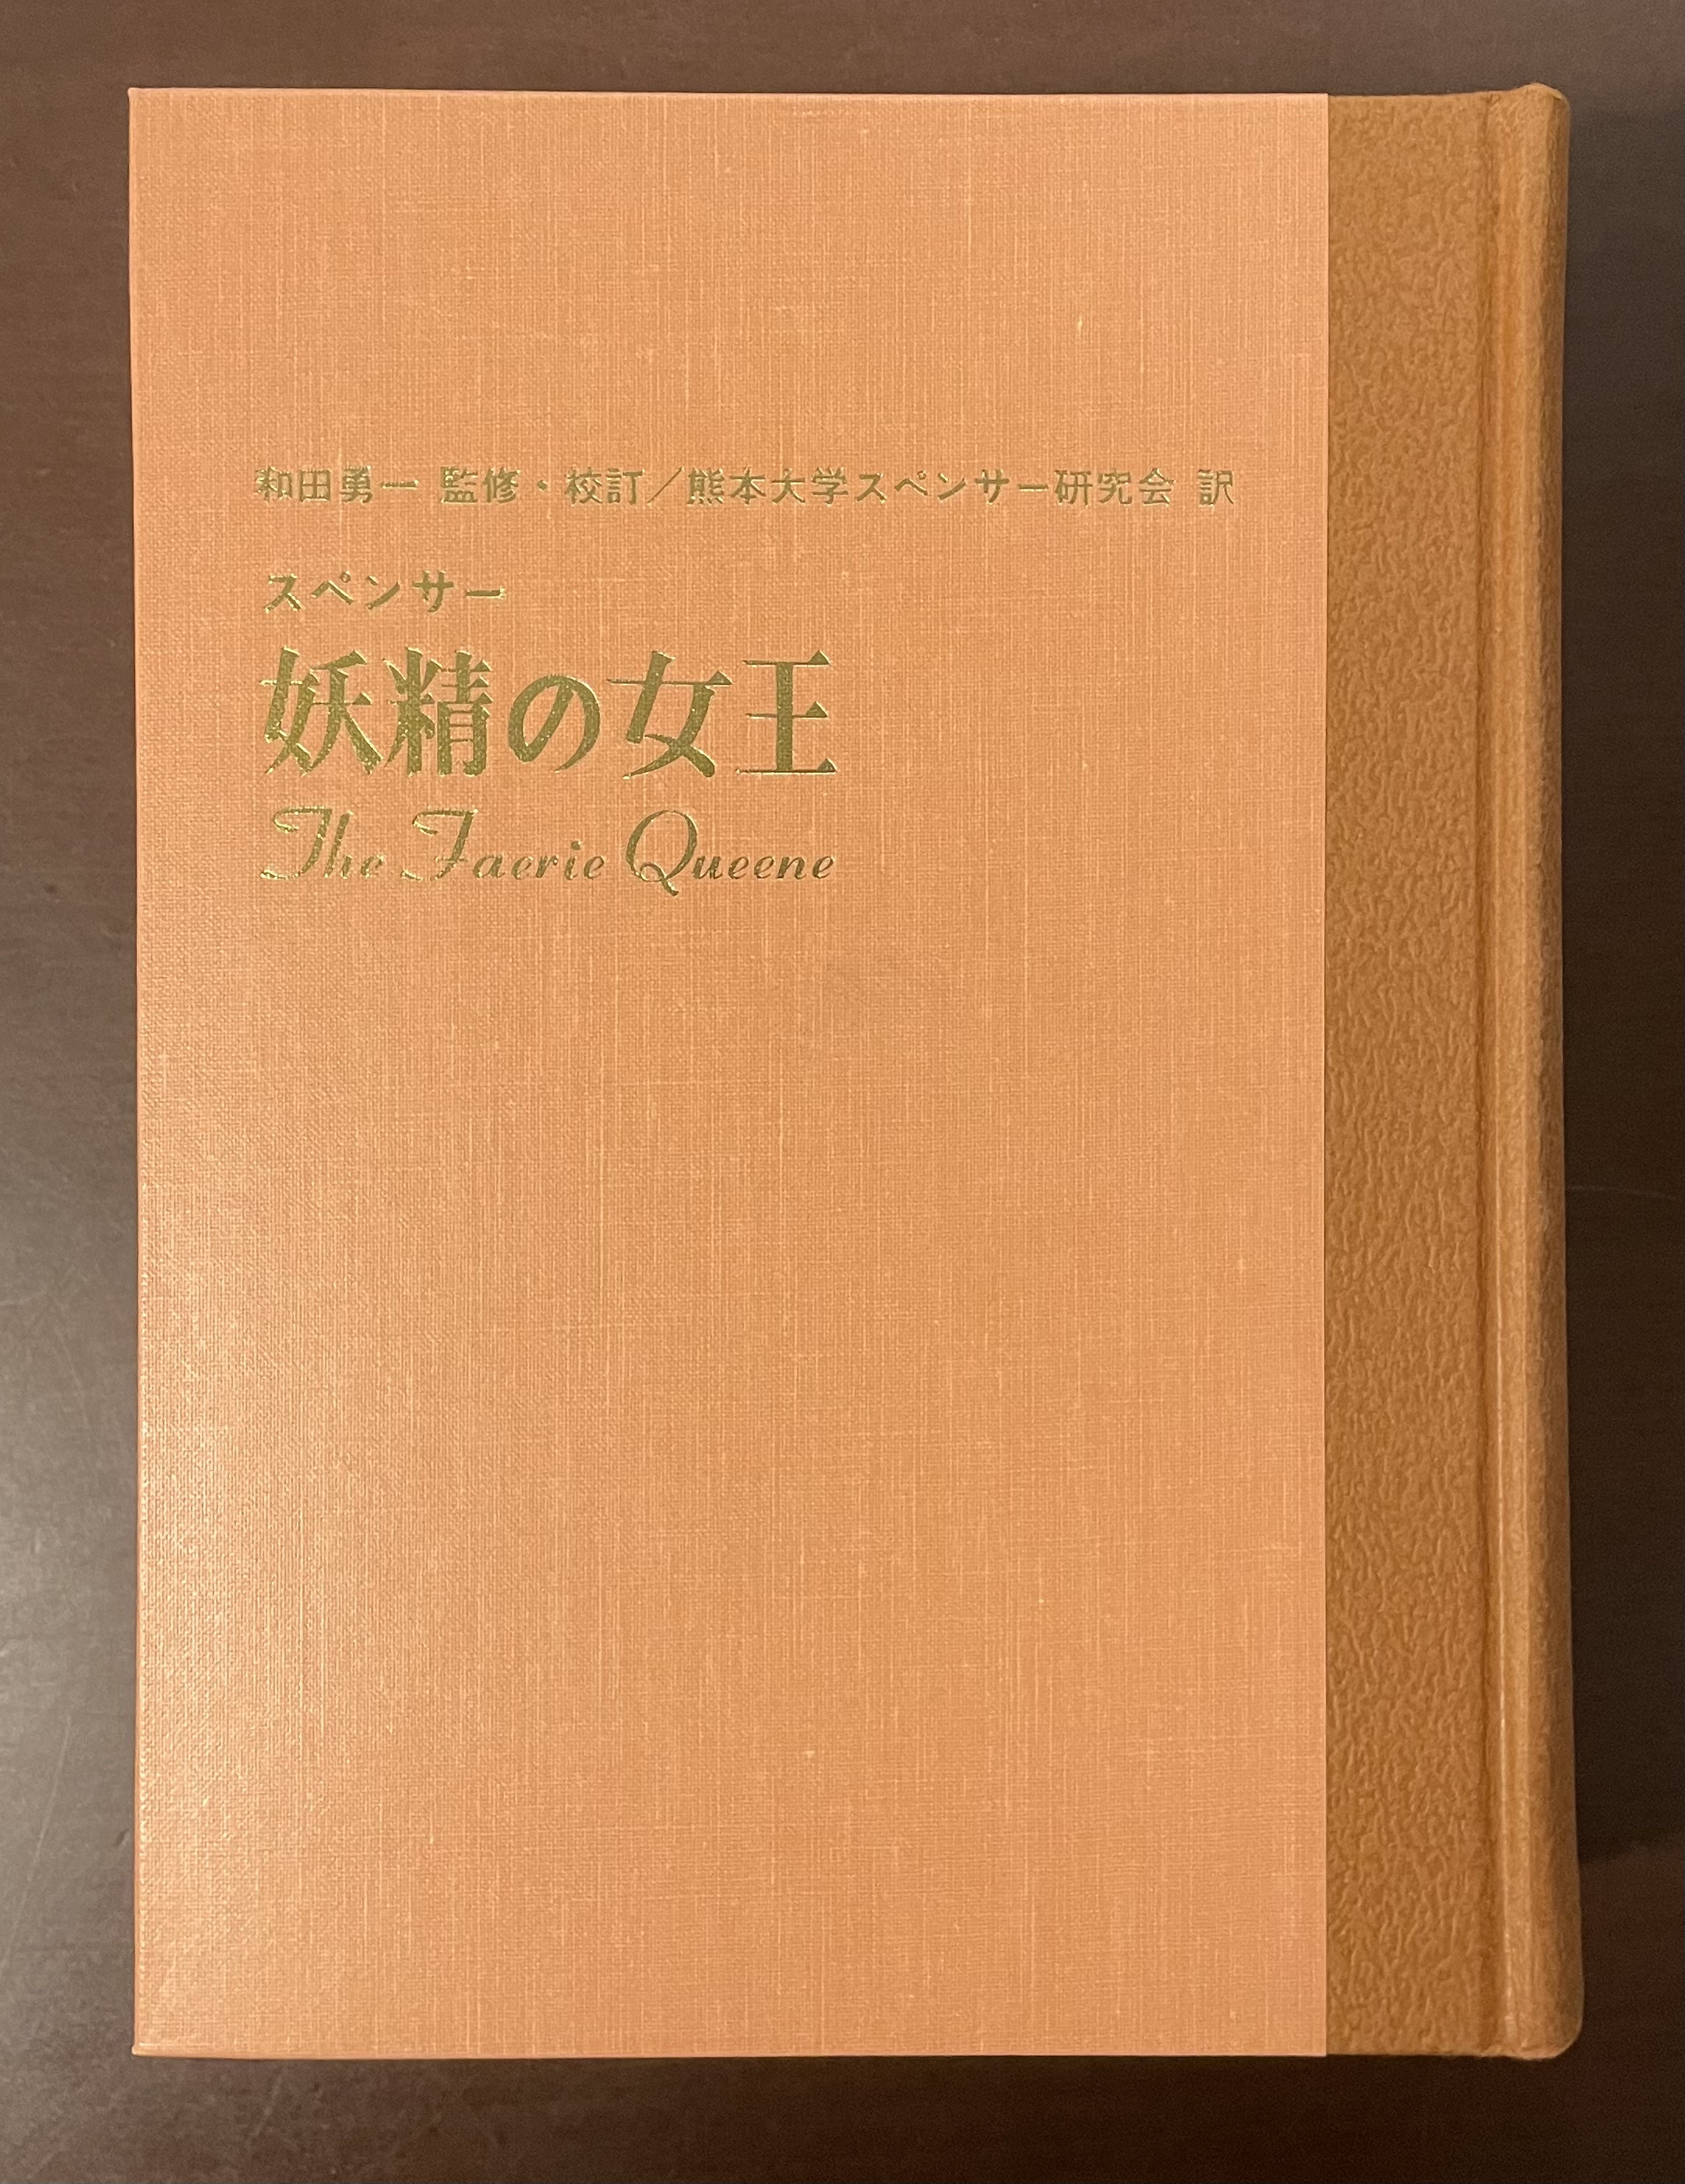 和田勇一 監修・校訂／熊本大学スペンサー研究会 訳
スペンサー
妖精の女王
The Faerie Queene